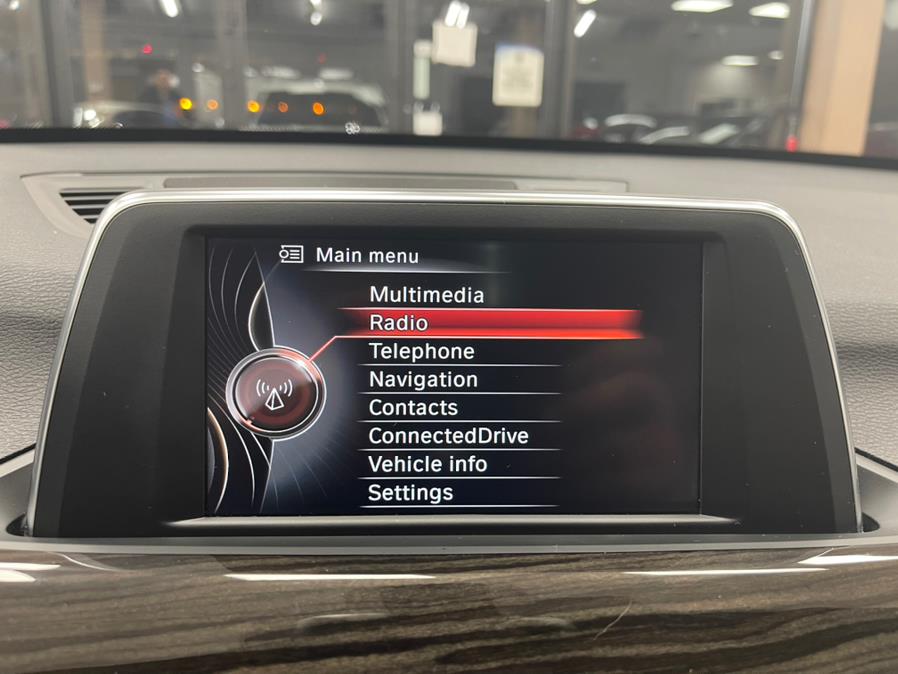 Main menu
Multimedia
Radio
Telephone
Navigation
Contacts
ConnectedDrive
Vehicle info
Settings